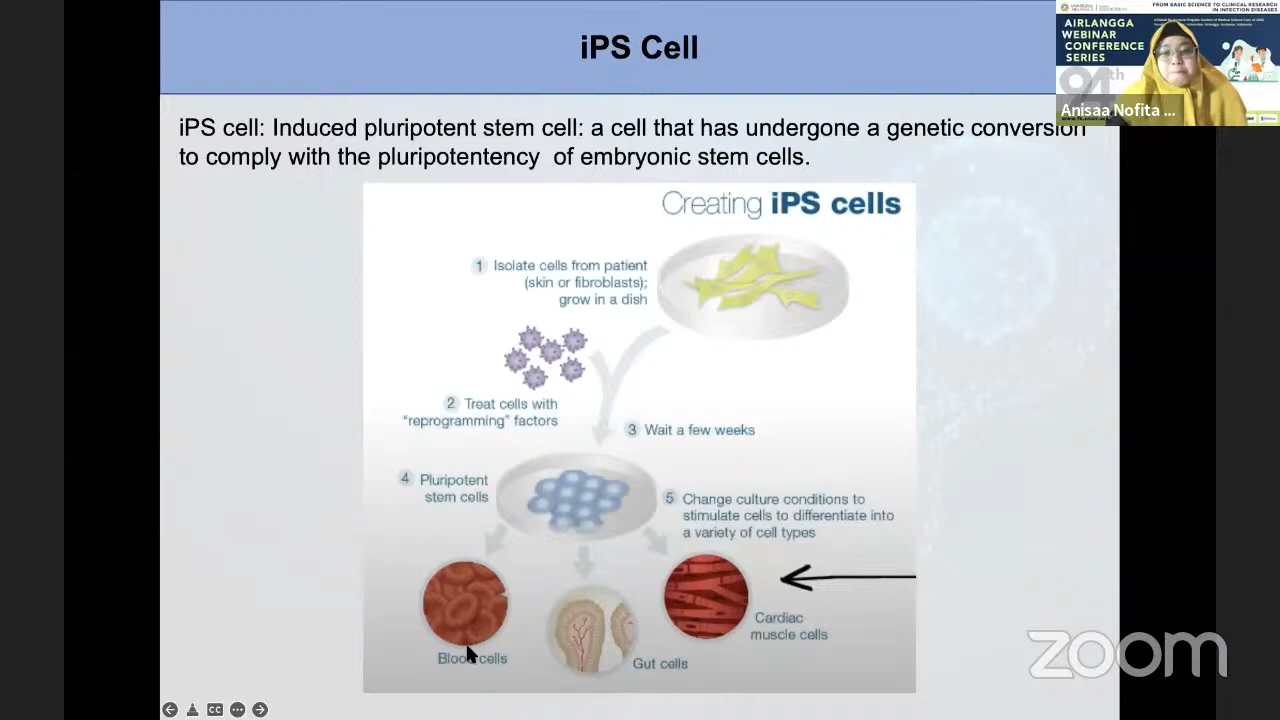 iPS Cell
FROM BASIC SCIENCE TO CLINICAL RESEARCH
IN INFECTION DISEASES
AIRLANGGA
WEBINAR
CONFERENCE
SERIES
Anisaa Nofita ...
iPS cell: Induced pluripotent stem cell: a cell that has undergone a genetic conversion
to comply with the pluripotentency of embryonic stem cells.
Creating iPS cells
1 Isolate cells from patient
(skin or fibroblasts);
grow in a dish
2 Treat cells with
“reprogramming” factors
3 Wait a few weeks
4 Pluripotent
stem cells
5 Change culture conditions to
stimulate cells to differentiate into
a variety of cell types
Cardiac
muscle cells
Blood cells
Gut cells
zoom
CC